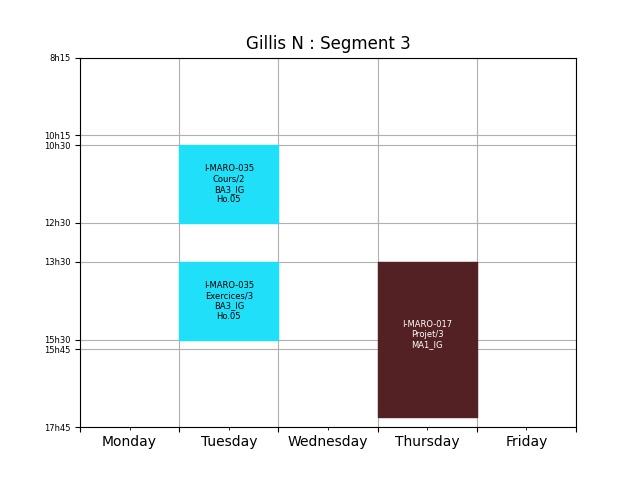 Gillis N : Segment 3
8h15
10h15
10h30
I-MARO-035
Cours/2
BA3_IG
Ho.05
12h30
13h30
I-MARO-035
Exercices/3
BA3_IG
Ho.05
I-MARO-017
Projet/3
MA1_IG
15h30
15h45
17h45
Monday Tuesday Wednesday Thursday Friday